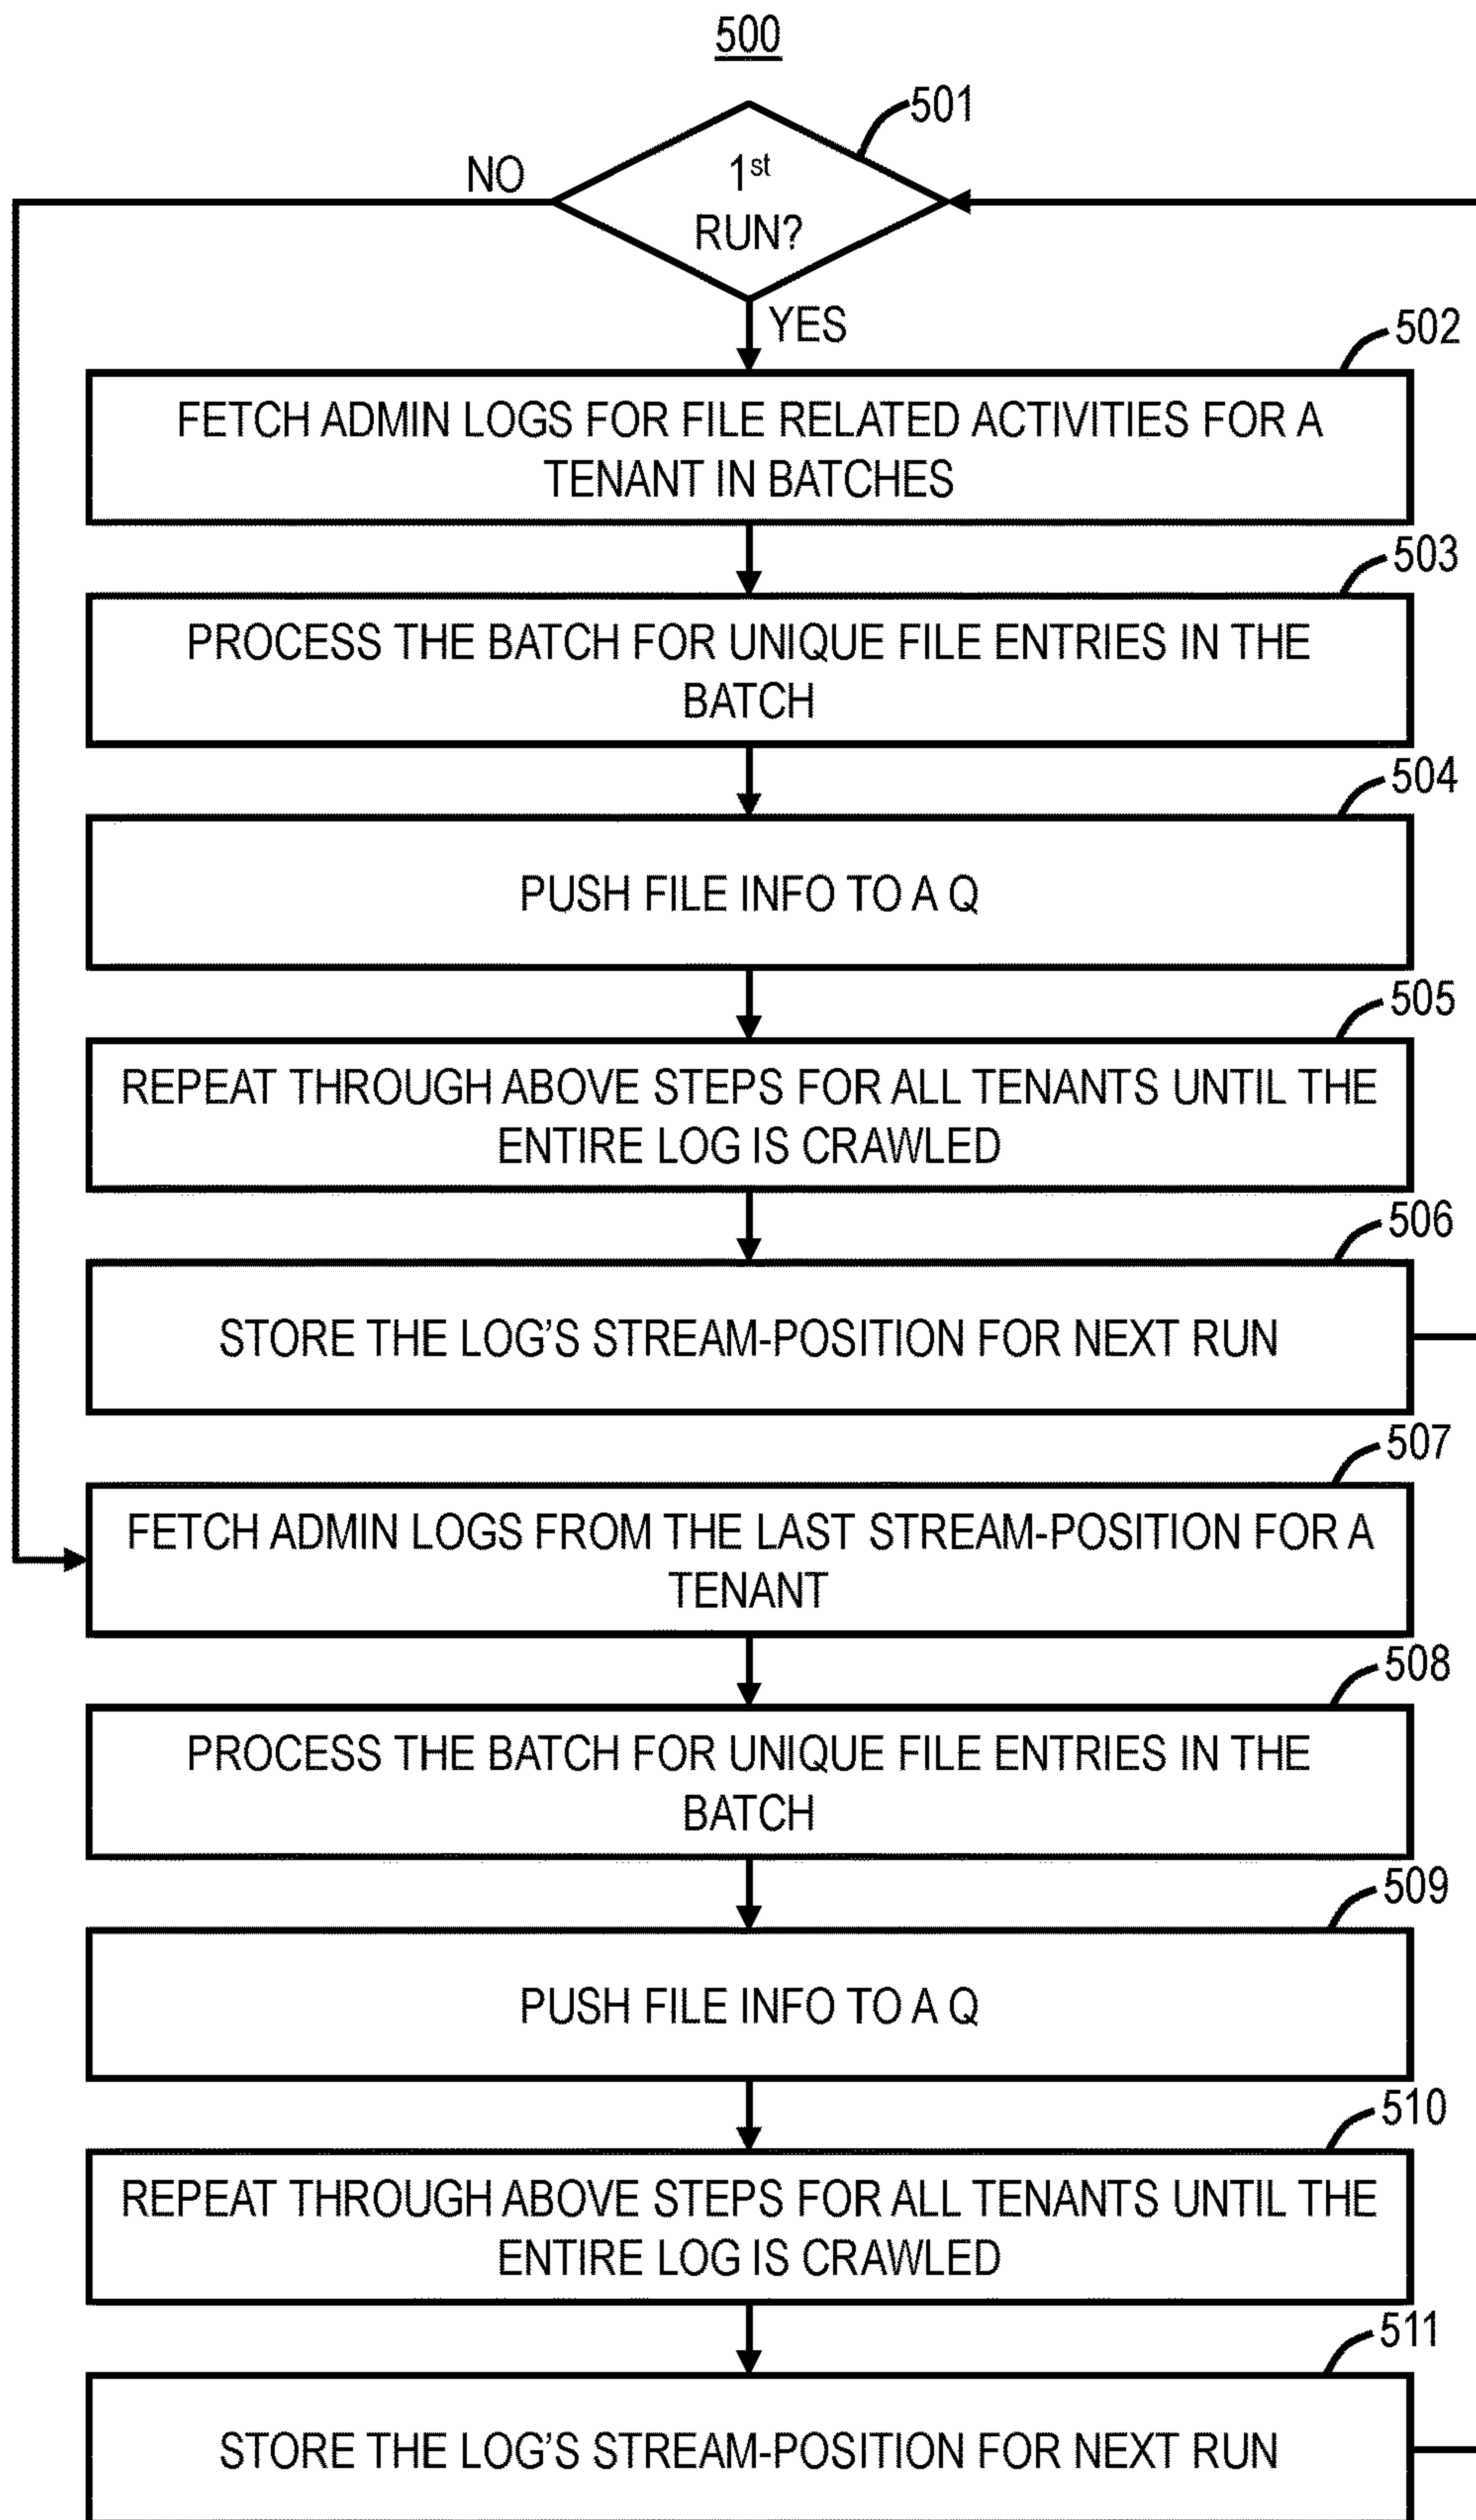 500
501
NO
1st
RUN?
YES
502
FETCH ADMIN LOGS FOR FILE RELATED ACTIVITIES FOR A
TENANT IN BATCHES
503
PROCESS THE BATCH FOR UNIQUE FILE ENTRIES IN THE
BATCH
504
PUSH FILE INFO TO A Q
505
REPEAT THROUGH ABOVE STEPS FOR ALL TENANTS UNTIL THE
ENTIRE LOG IS CRAWLED
506
STORE THE LOG'S STREAM-POSITION FOR NEXT RUN
507
FETCH ADMIN LOGS FROM THE LAST STREAM-POSITION FOR A
TENANT
508
PROCESS THE BATCH FOR UNIQUE FILE ENTRIES IN THE
BATCH
509
PUSH FILE INFO TO A Q
510
REPEAT THROUGH ABOVE STEPS FOR ALL TENANTS UNTIL THE
ENTIRE LOG IS CRAWLED
511
STORE THE LOG'S STREAM-POSITION FOR NEXT RUN